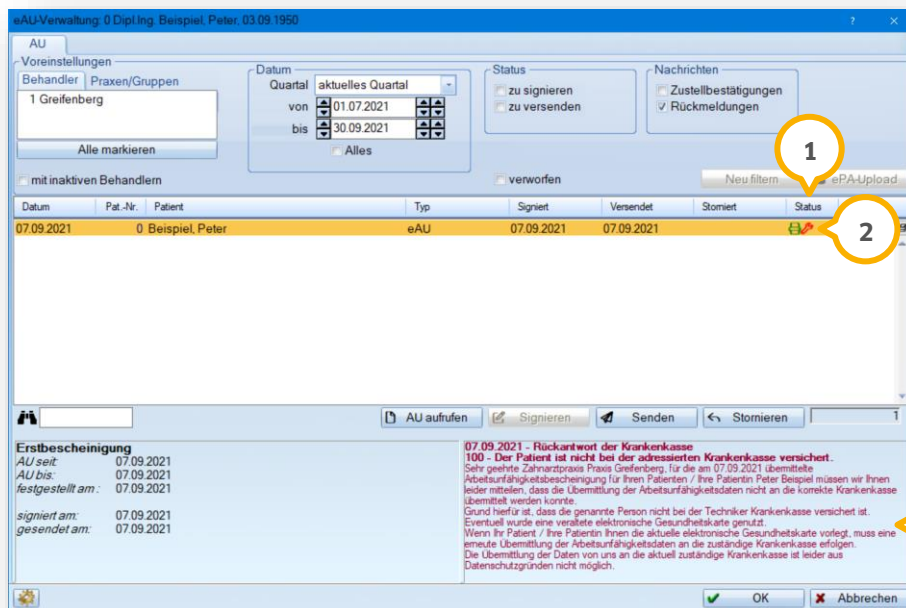 eAU-Verwaltung: 0 Dipl.Ing. Beispiel, Peter, 03.09.1950
AU
Voreinstellungen
Behandler Praxen/Gruppen
1 Greifenberg
Alle markieren
mit inaktiven Behandlern
Datum
Quartal aktuelles Quartal
von 01.07.2021
bis 30.09.2021
Alles
Status
zu signieren
zu versenden
verworfen
Nachrichten
Zustellbestätigungen
Rückmeldungen
Neu filtern ePA-Upload
1
Datum Pat.-Nr. Patient Typ Signiert Versendet Storniert Status
07.09.2021 0 Beispiel, Peter eAU 07.09.2021 07.09.2021
2
AU aufrufen Signieren Senden Stornieren 1
Erstbescheinigung
AU seit: 07.09.2021
AU bis: 07.09.2021
festgestellt am: 07.09.2021
signiert am: 07.09.2021
gesendet am: 07.09.2021
07.09.2021 - Rückantwort der Krankenkasse
100 - Der Patient ist nicht bei der adressierten Krankenkasse versichert.
Sehr geehrte Zahnarztpraxis Praxis Greifenberg, für die am 07.09.2021 übermittelte
Arbeitsunfähigkeitsbescheinigung für Ihren Patienten / Ihre Patientin Peter Beispiel müssen wir Ihnen
leider mitteilen, dass die Übermittlung der Arbeitsunfähigkeitsdaten nicht an die korrekte Krankenkasse
übermittelt werden konnte.
Grund hierfür ist, dass die genannte Person nicht bei der Techniker Krankenkasse versichert ist.
Eventuell wurde eine veraltete elektronische Gesundheitskarte genutzt.
Wenn Ihr Patient / Ihre Patientin Ihnen die aktuelle elektronische Gesundheitskarte vorlegt, muss eine
erneute Übermittlung der Arbeitsunfähigkeitsdaten an die zuständige Krankenkasse erfolgen.
Die Übermittlung der Daten von uns an die aktuell zuständige Krankenkasse ist leider aus
Datenschutzgründen nicht möglich.
OK Abbrechen